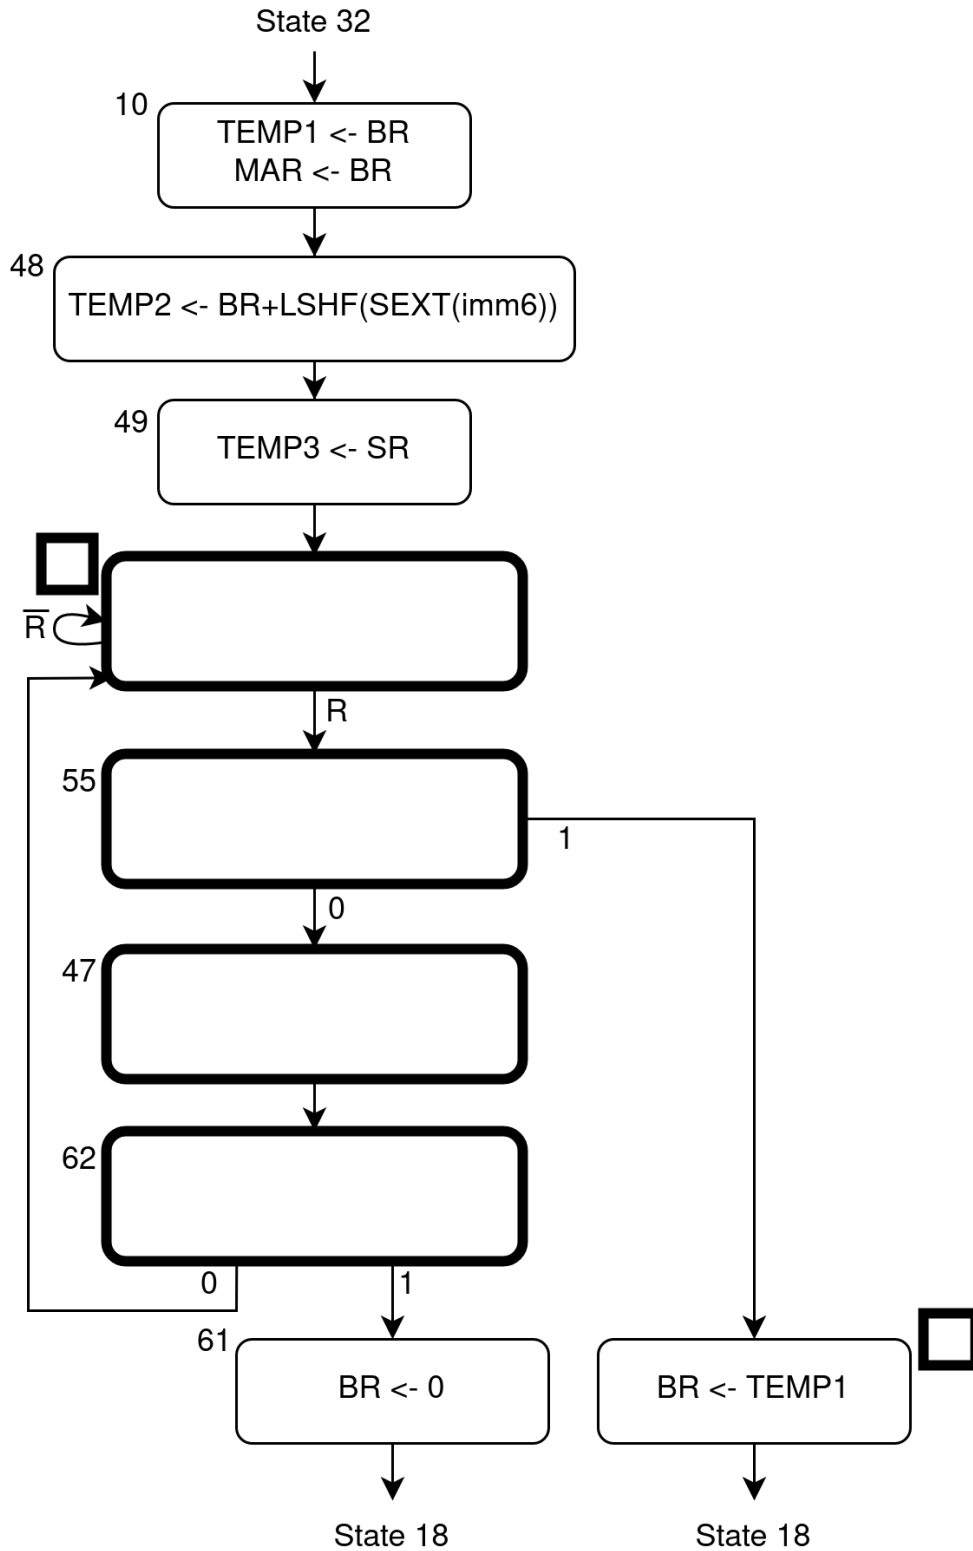 State 32
10
TEMP1 <- BR
MAR <- BR
48
TEMP2 <- BR+LSHF(SEXT(imm6))
49
TEMP3 <- SR
R̅
R
55
1
0
47
62
0
1
61
BR <- 0
BR <- TEMP1
State 18
State 18